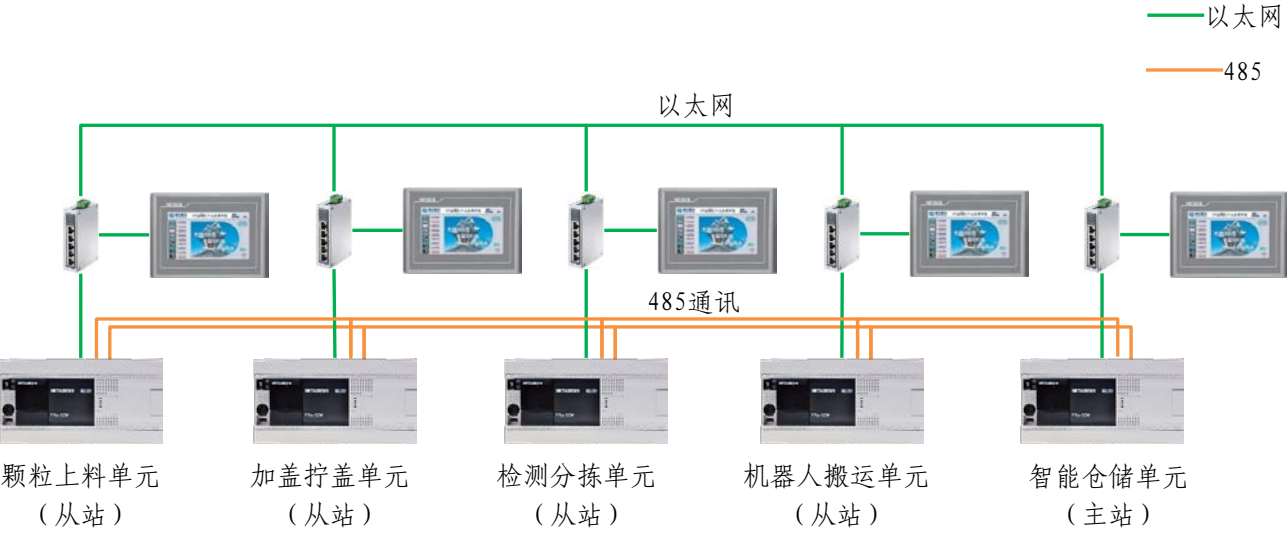 以太网
485
以太网
485通讯
颗粒上料单元
(从站)
加盖拧盖单元
(从站)
检测分拣单元
(从站)
机器人搬运单元
(从站)
智能仓储单元
(主站)